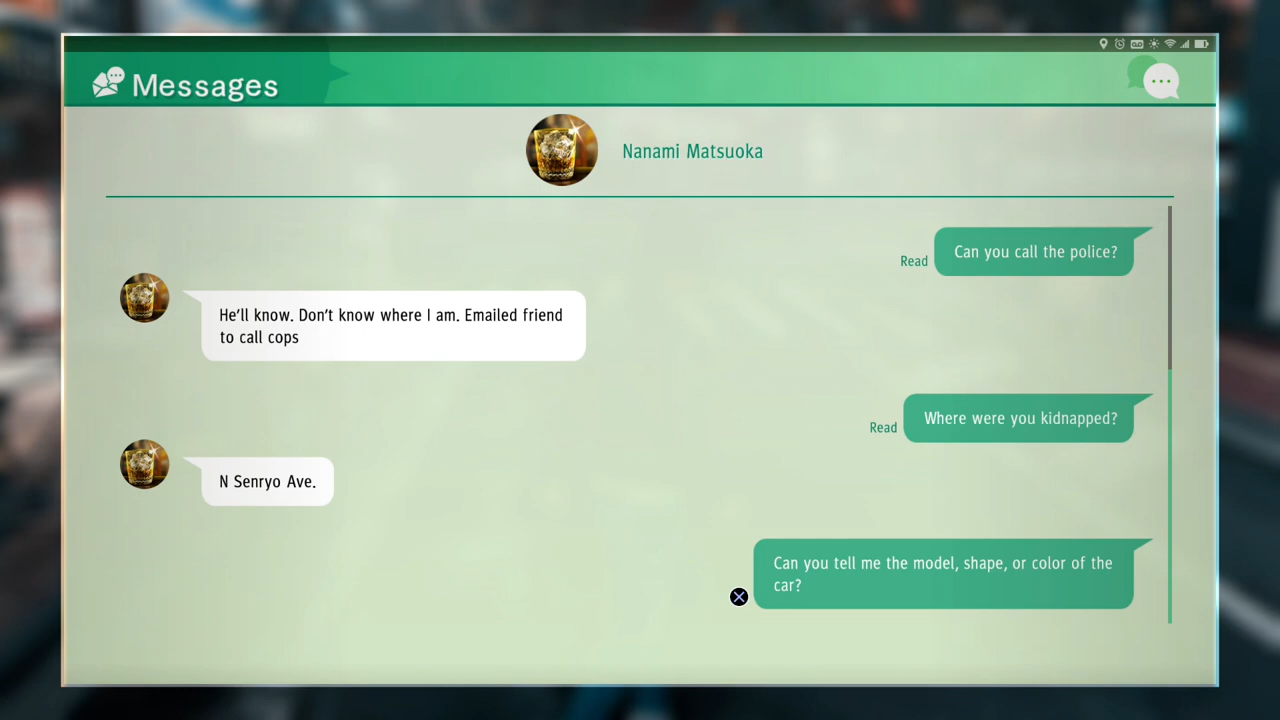 Messages
Nanami Matsuoka
Can you call the police?
Read
He'll know. Don't know where I am. Emailed friend
to call cops
Where were you kidnapped?
Read
N Senryo Ave.
Can you tell me the model, shape, or color of the
car?